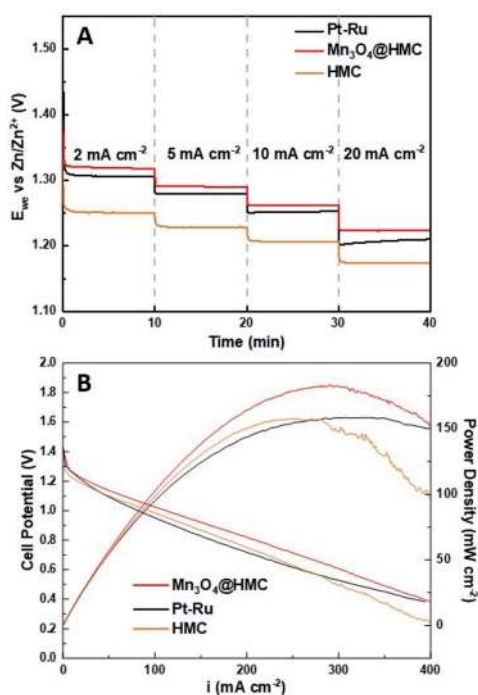 A
Pt-Ru
Mn₃O₄@HMC
HMC
E_we vs Zn/Zn²⁺ (V)
1.50
1.40
1.30
1.20
1.10
2 mA cm⁻²
5 mA cm⁻²
10 mA cm⁻²
20 mA cm⁻²
0
10
20
30
40
Time (min)
B
Cell Potential (V)
2.0
1.8
1.6
1.4
1.2
1.0
0.8
0.6
0.4
0.2
200
150
100
50
0
Power Density (mW cm⁻²)
Mn₃O₄@HMC
Pt-Ru
HMC
0
100
200
300
400
i (mA cm⁻²)